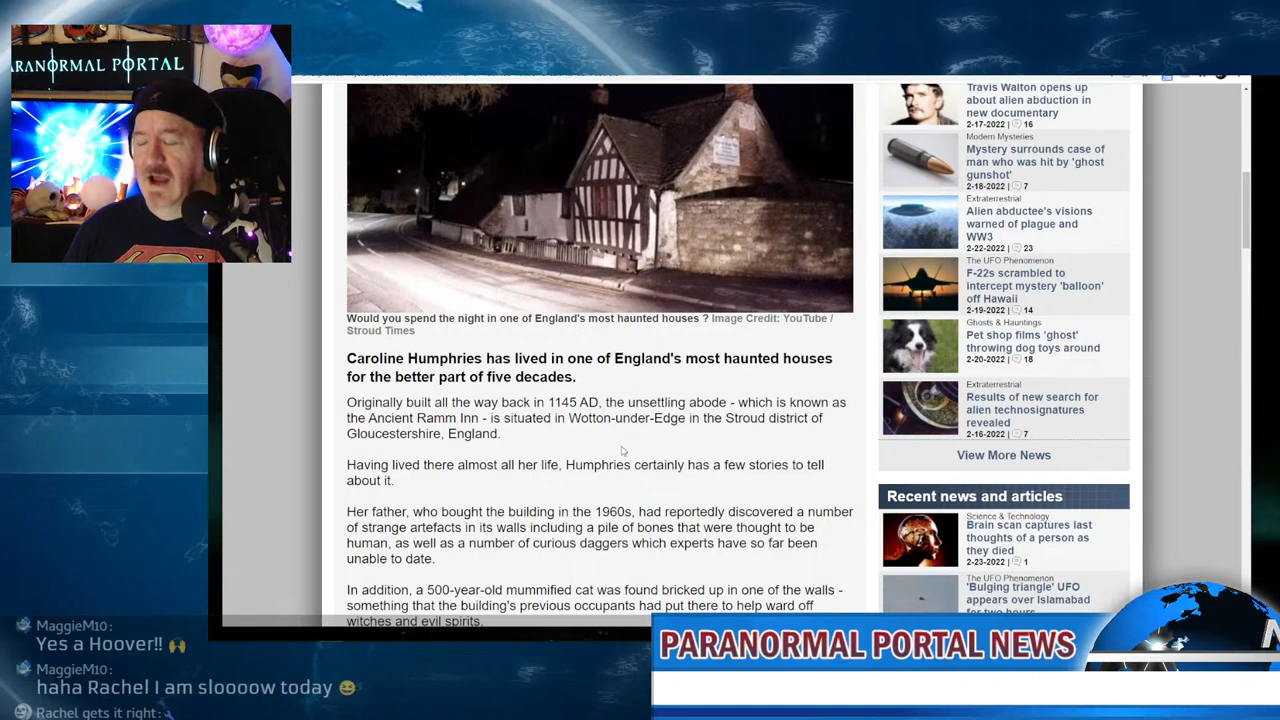 PARANORMAL PORTAL
Would you spend the night in one of England's most haunted houses ? Image Credit: YouTube /
Stroud Times
Caroline Humphries has lived in one of England's most haunted houses
for the better part of five decades.
Originally built all the way back in 1145 AD, the unsettling abode - which is known as
the Ancient Ramm Inn - is situated in Wotton-under-Edge in the Stroud district of
Gloucestershire, England.
Having lived there almost all her life, Humphries certainly has a few stories to tell
about it.
Her father, who bought the building in the 1960s, had reportedly discovered a number
of strange artefacts in its walls including a pile of bones that were thought to be
human, as well as a number of curious daggers which experts have so far been
unable to date.
In addition, a 500-year-old mummified cat was found bricked up in one of the walls -
something that the building's previous occupants had put there to help ward off
witches and evil spirits.
Travis Walton opens up
about alien abduction in
new documentary
2-17-2022 | 16
Modern Mysteries
Mystery surrounds case of
man who was hit by 'ghost
gunshot'
2-18-2022 | 7
Extraterrestrial
Alien abductee's visions
warned of plague and
WW3
2-22-2022 | 23
The UFO Phenomenon
F-22s scrambled to
intercept mystery 'balloon'
off Hawaii
2-19-2022 | 14
Ghosts & Hauntings
Pet shop films 'ghost'
throwing dog toys around
2-20-2022 | 18
Extraterrestrial
Results of new search for
alien technosignatures
revealed
2-16-2022 | 7
View More News
Recent news and articles
Science & Technology
Brain scan captures last
thoughts of a person as
they died
2-23-2022 | 1
The UFO Phenomenon
'Bulging triangle' UFO
appears over Islamabad
for two hours
MaggieM10:
Yes a Hoover!! 🙌
MaggieM10:
haha Rachel I am sloooow today 😆
Rachel gets it right:
PARANORMAL PORTAL NEWS
N